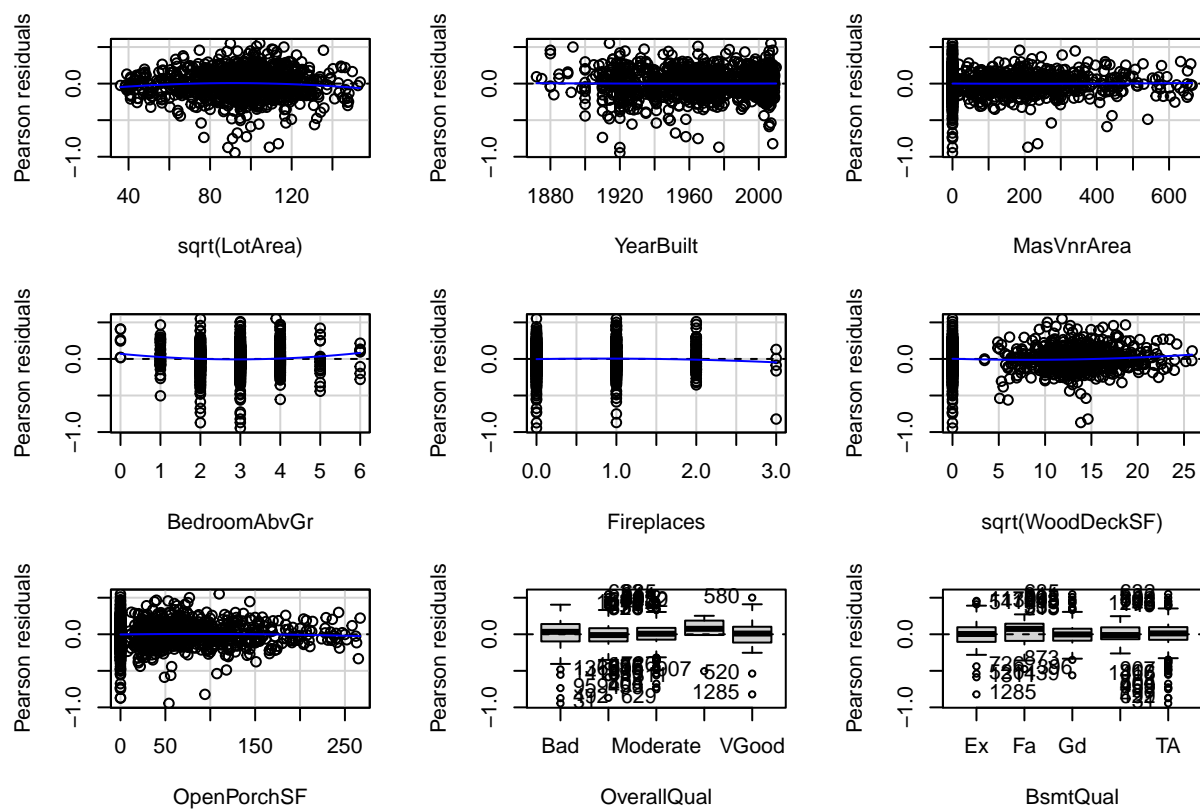 Pearson residuals
0.0
−1.0
40 80 120
sqrt(LotArea)
Pearson residuals
0.0
−1.0
1880 1920 1960 2000
YearBuilt
Pearson residuals
0.0
−1.0
0 200 400 600
MasVnrArea
Pearson residuals
0.0
−1.0
0 1 2 3 4 5 6
BedroomAbvGr
Pearson residuals
0.0
−1.0
0.0 1.0 2.0 3.0
Fireplaces
Pearson residuals
0.0
−1.0
0 5 10 15 20 25
sqrt(WoodDeckSF)
Pearson residuals
0.0
−1.0
0 50 150 250
OpenPorchSF
Pearson residuals
0.0
−1.0
580
520
1285
629
Bad Moderate VGood
OverallQual
Pearson residuals
0.0
−1.0
873
1285
Ex Fa Gd TA
BsmtQual